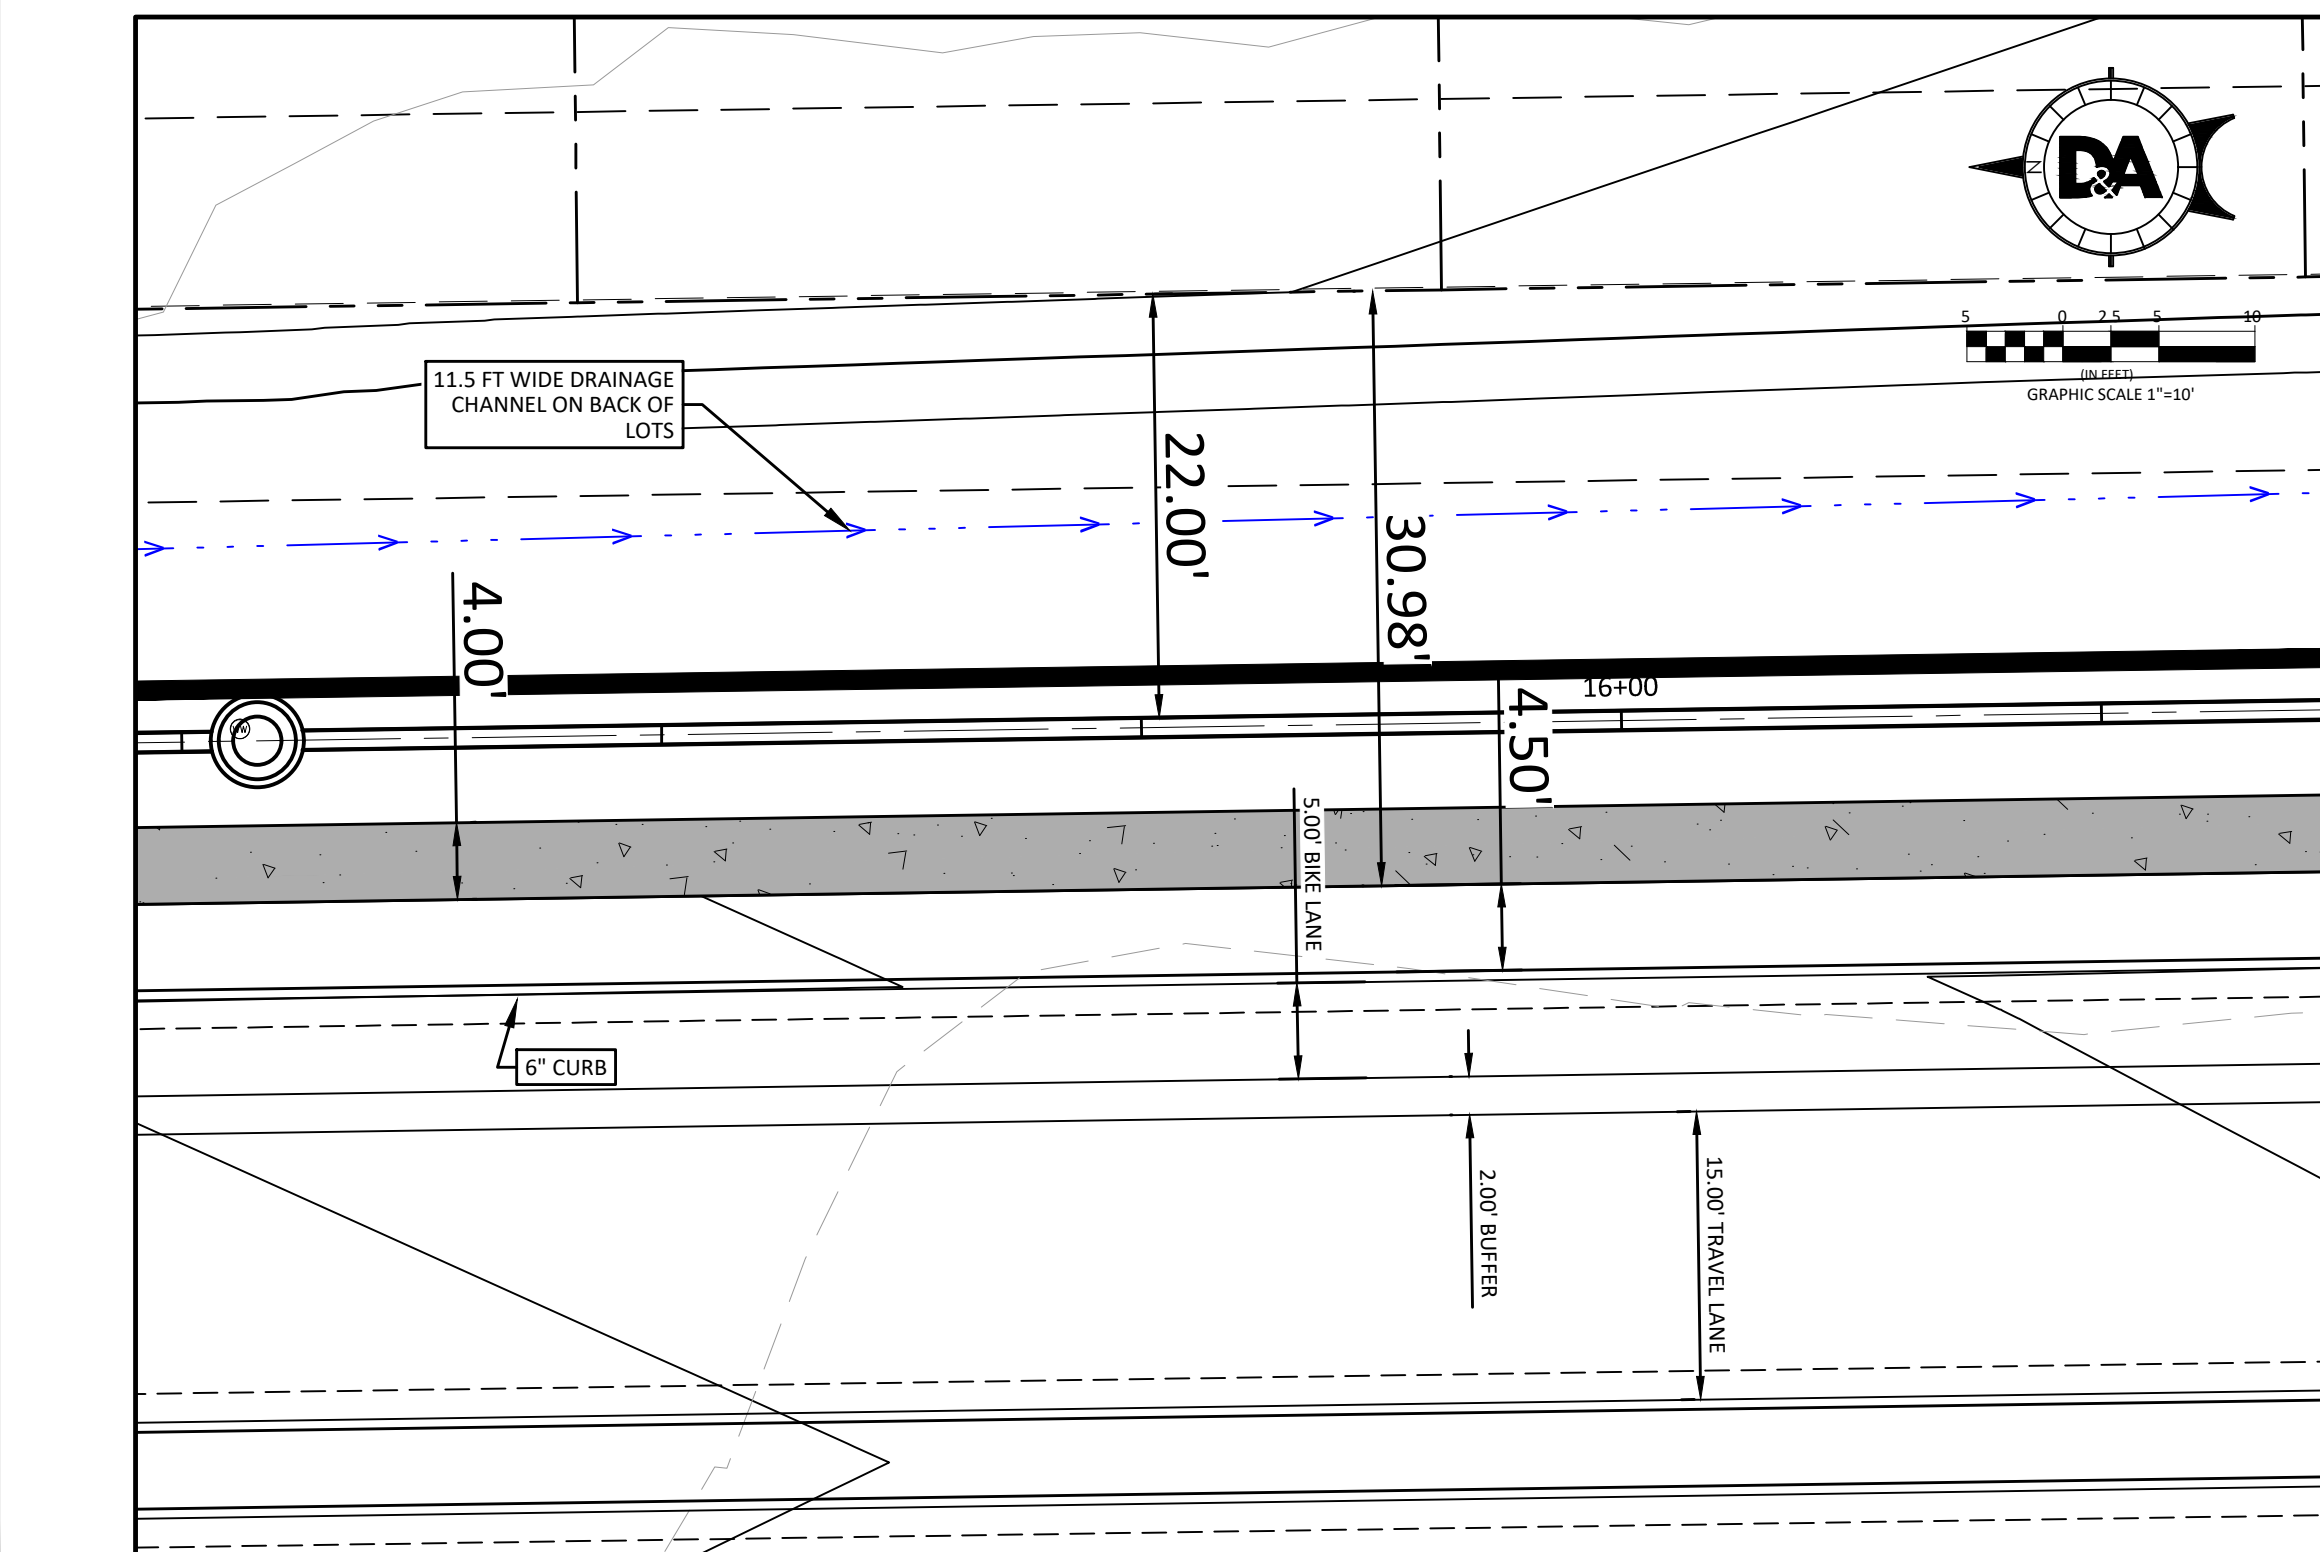 N
D&A
5 0 2.5 5 10
(IN FEET)
GRAPHIC SCALE 1"=10'
11.5 FT WIDE DRAINAGE
CHANNEL ON BACK OF
LOTS
22.00'
30.98'
4.00'
16+00
4.50'
5.00' BIKE LANE
6" CURB
2.00' BUFFER
15.00' TRAVEL LANE